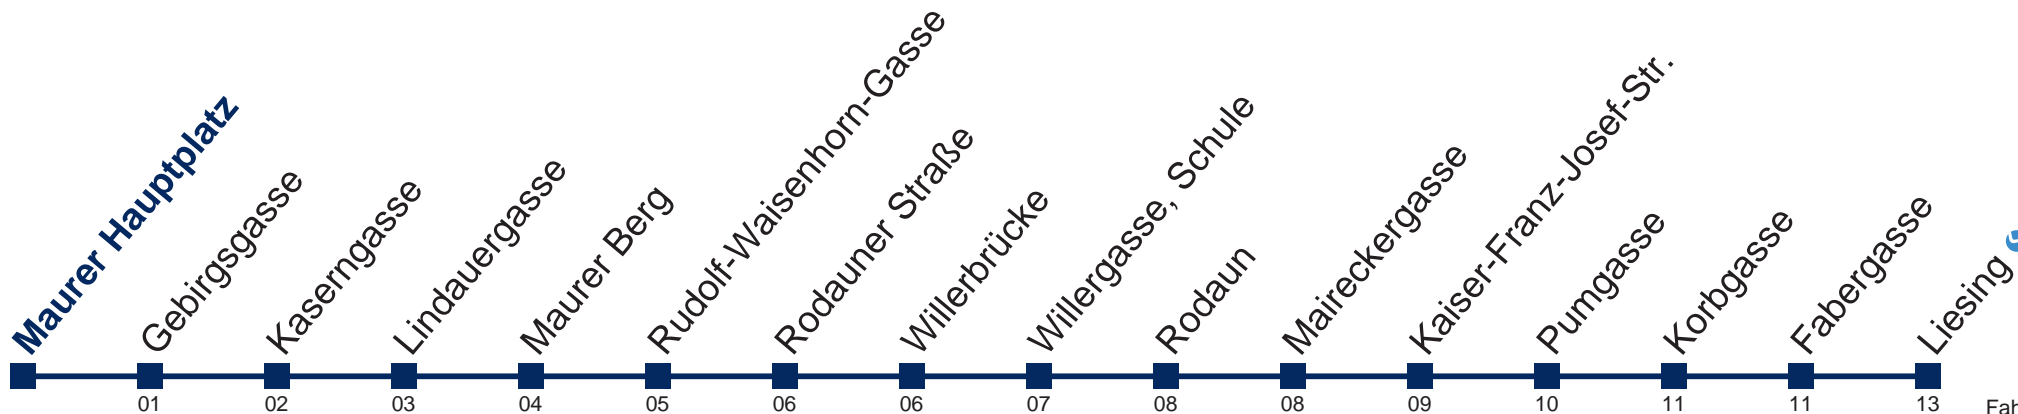 Maurer Hauptplatz
Gebirgsgasse
Kaserngasse
Lindauergasse
Maurer Berg
Rudolf-Waisenhorn-Gasse
Rodauner Straße
Willerbrücke
Willergasse, Schule
Rodaun
Maireckergasse
Kaiser-Franz-Josef-Str.
Pumgasse
Korbgasse
Fabergasse
Liesing
01 02 03 04 05 06 06 07 08 08 09 10 11 11 13